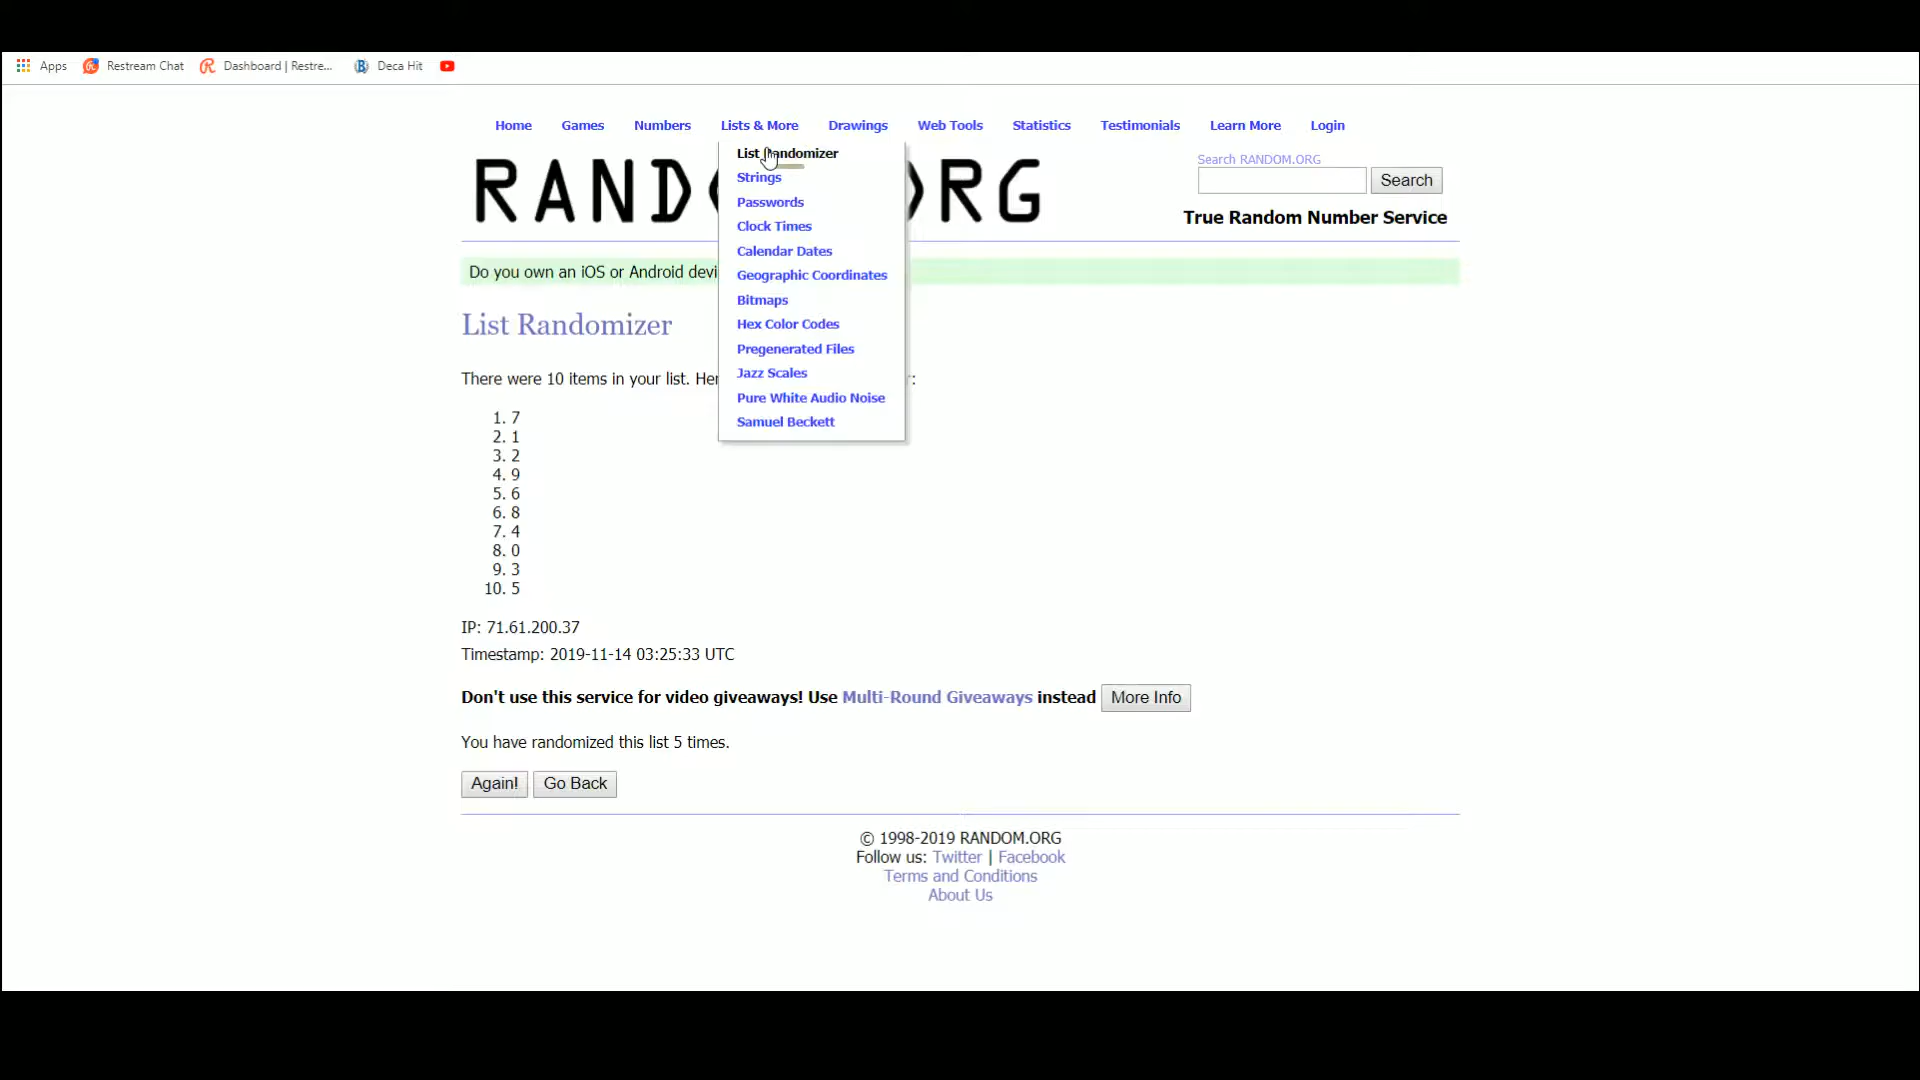 Apps Restream Chat Dashboard | Restre... Deca Hit
Home Games Numbers Lists & More Drawings Web Tools Statistics Testimonials Learn More Login
List Randomizer
Strings
Passwords
Clock Times
Calendar Dates
Geographic Coordinates
Bitmaps
Hex Color Codes
Pregenerated Files
Jazz Scales
Pure White Audio Noise
Samuel Beckett
RAND RG
Search RANDOM.ORG
Search
True Random Number Service
Do you own an iOS or Android devi
List Randomizer
There were 10 items in your list. Her :
1. 7
2. 1
3. 2
4. 9
5. 6
6. 8
7. 4
8. 0
9. 3
10. 5
IP: 71.61.200.37
Timestamp: 2019-11-14 03:25:33 UTC
Don't use this service for video giveaways! Use Multi-Round Giveaways instead More Info
You have randomized this list 5 times.
Again! Go Back
© 1998-2019 RANDOM.ORG
Follow us: Twitter | Facebook
Terms and Conditions
About Us